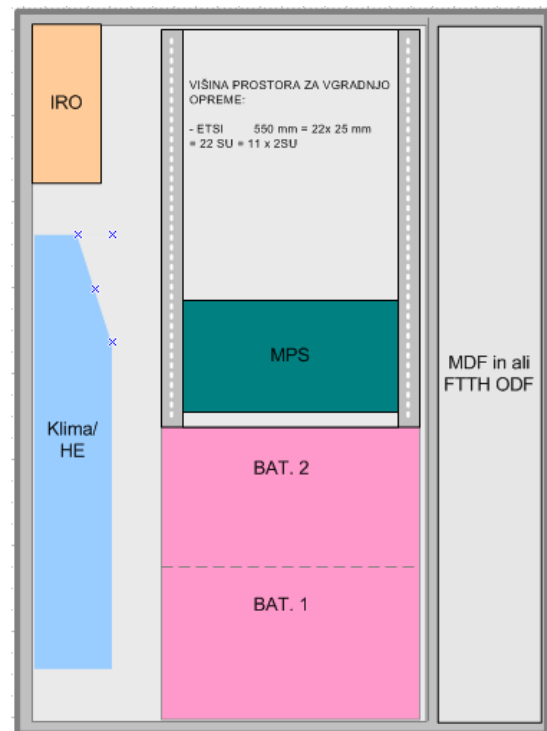 IRO
VIŠINA PROSTORA ZA VGRADNJO
OPREME:
- ETSI 550 mm = 22x 25 mm
= 22 SU = 11 x 2SU
MPS
MDF in ali
FTTH ODF
Klima/
HE
BAT. 2
BAT. 1